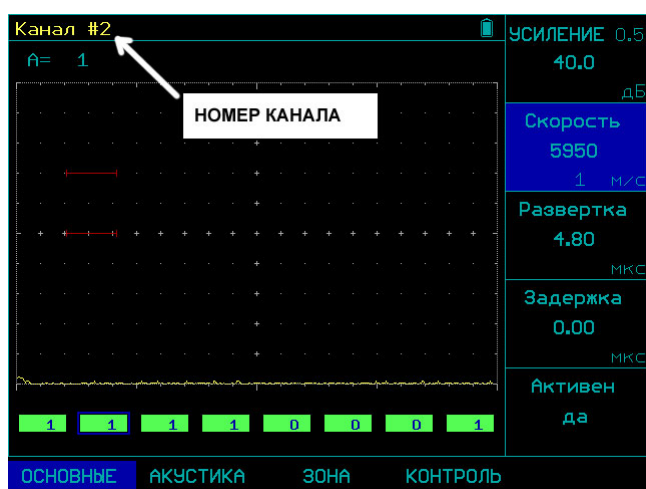 Канал #2
A= 1
НОМЕР КАНАЛА
1 1 1 1 0 0 0 1
УСИЛЕНИЕ 0.5
40.0
дБ
Скорость
5950
1 м/с
Развертка
4.80
мкс
Задержка
0.00
мкс
Активен
да
ОСНОВНЫЕ АКУСТИКА ЗОНА КОНТРОЛЬ